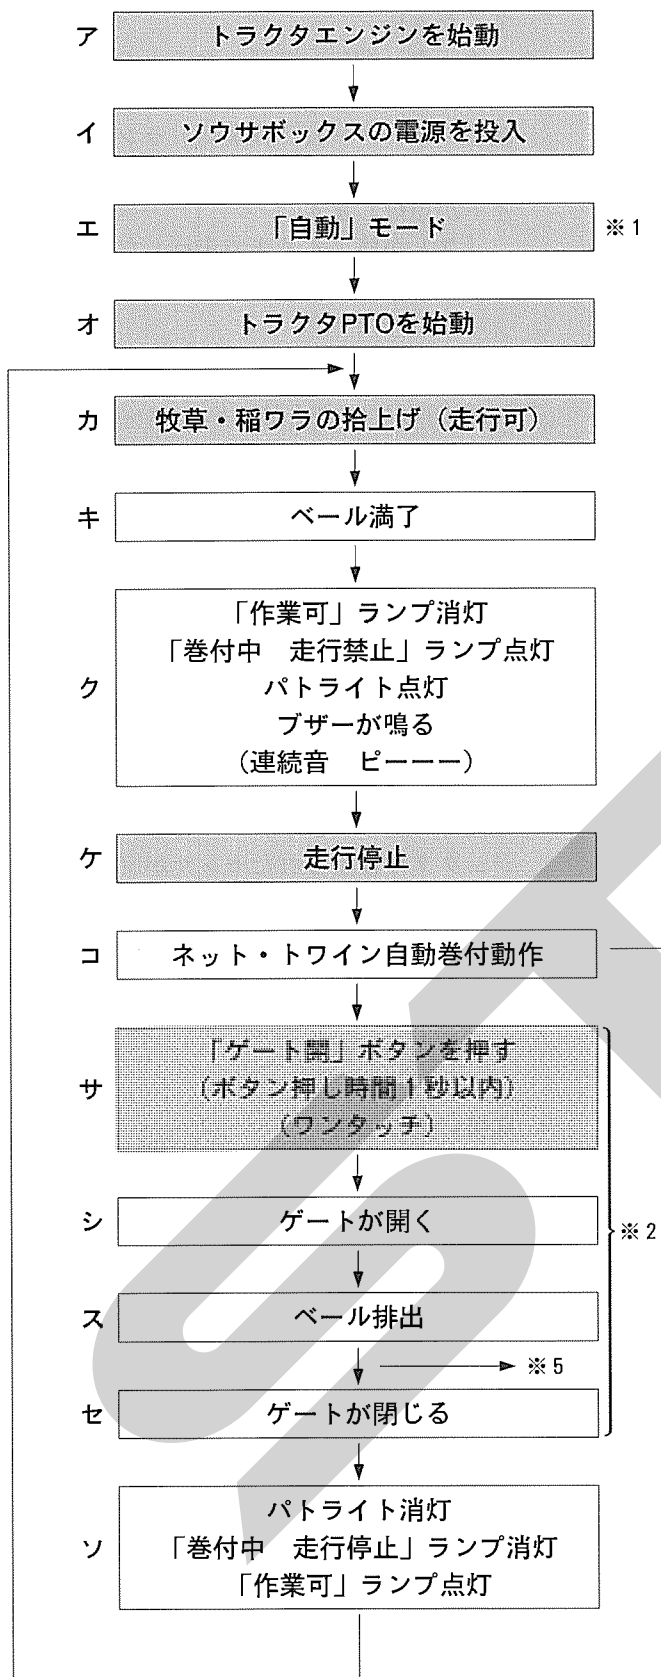 ア トラクタエンジンを始動
イ ソウサボックスの電源を投入
エ 「自動」モード ※1
オ トラクタPTOを始動
カ 牧草・稲ワラの拾上げ（走行可）
キ ベール満了
「作業可」ランプ消灯
「巻付中　走行禁止」ランプ点灯
ク パトライト点灯
ブザーが鳴る
（連続音　ピーーー）
ケ 走行停止
コ ネット・トワイン自動巻付動作
「ゲート開」ボタンを押す
サ （ボタン押し時間１秒以内）
（ワンタッチ）
シ ゲートが開く
※2
ス ベール排出
※5
セ ゲートが閉じる
パトライト消灯
ソ 「巻付中　走行停止」ランプ消灯
「作業可」ランプ点灯